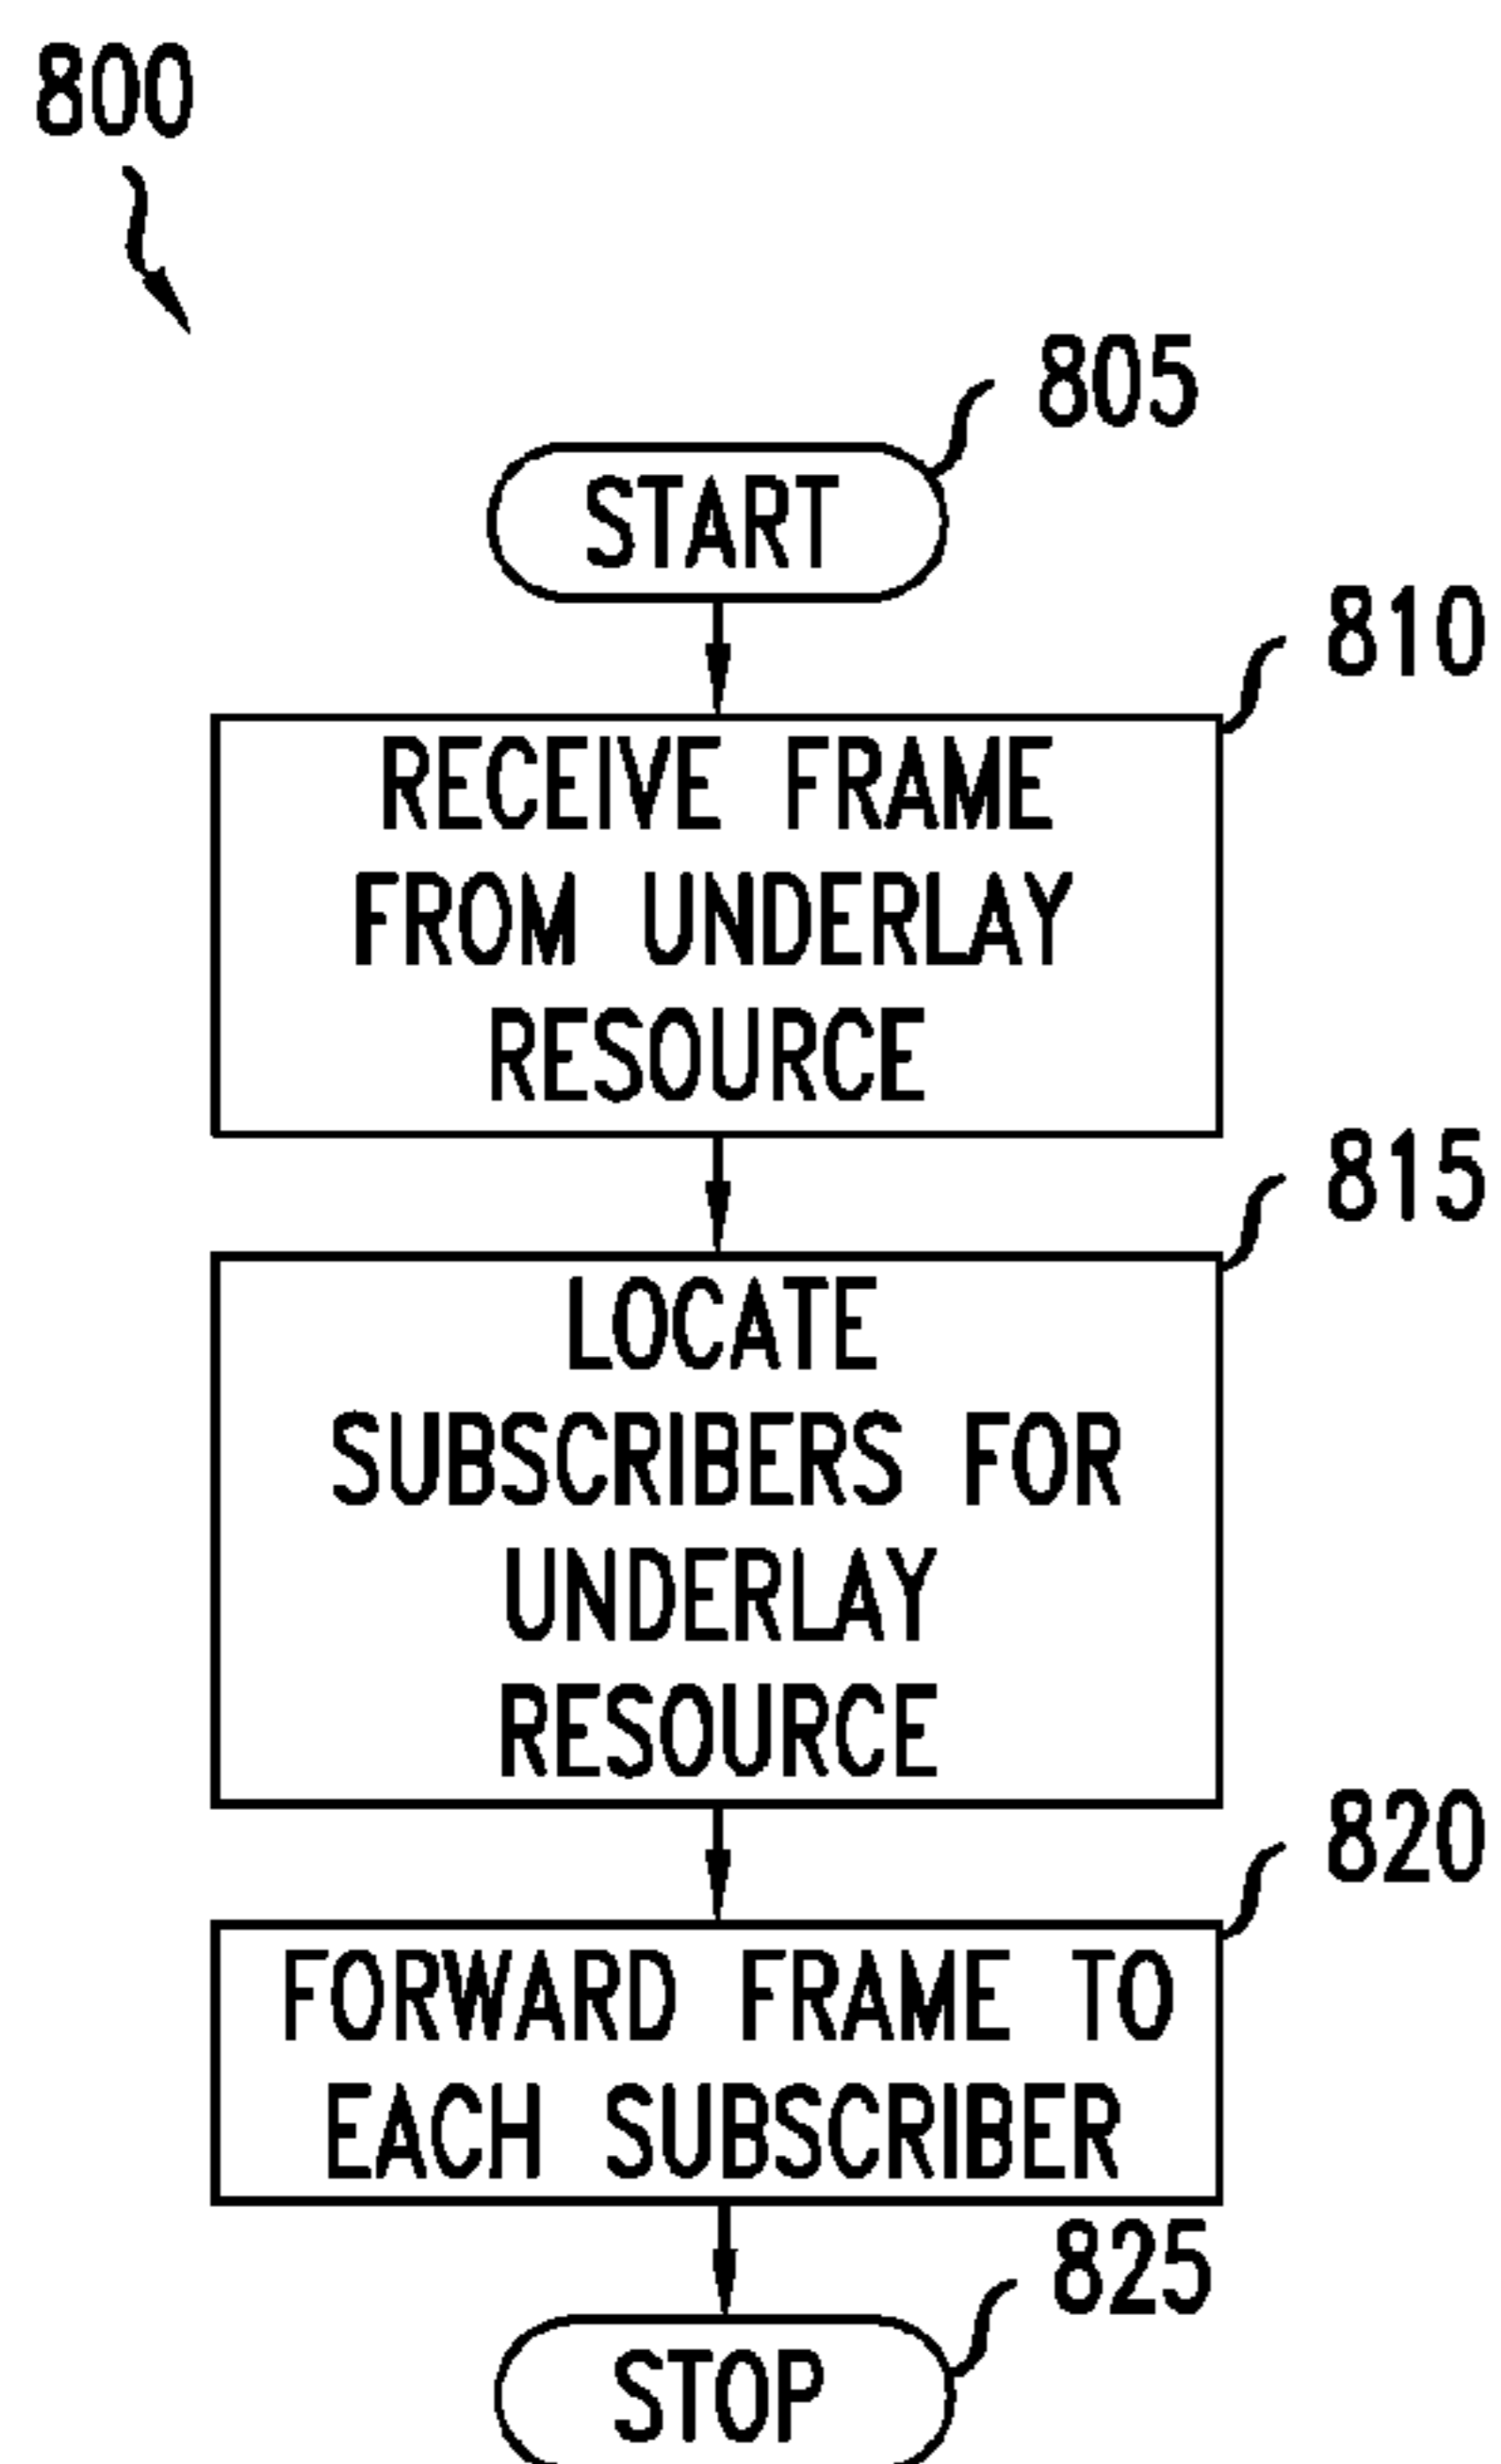 800
805
START
810
RECEIVE FRAME
FROM UNDERLAY
RESOURCE
815
LOCATE
SUBSCRIBERS FOR
UNDERLAY
RESOURCE
820
FORWARD FRAME TO
EACH SUBSCRIBER
825
STOP